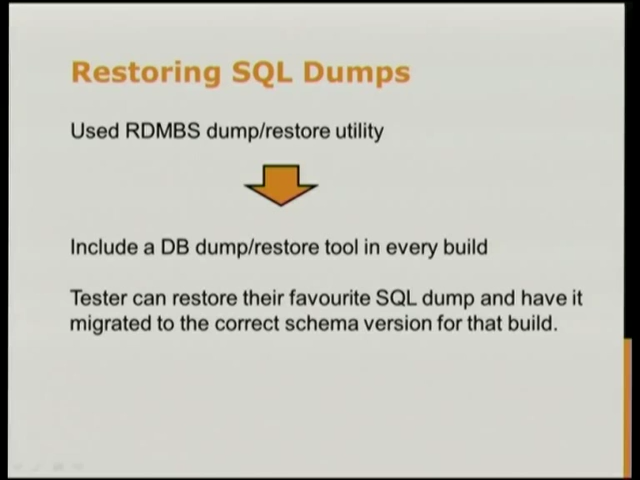 Restoring SQL Dumps
Used RDMBS dump/restore utility
Include a DB dump/restore tool in every build
Tester can restore their favourite SQL dump and have it
migrated to the correct schema version for that build.